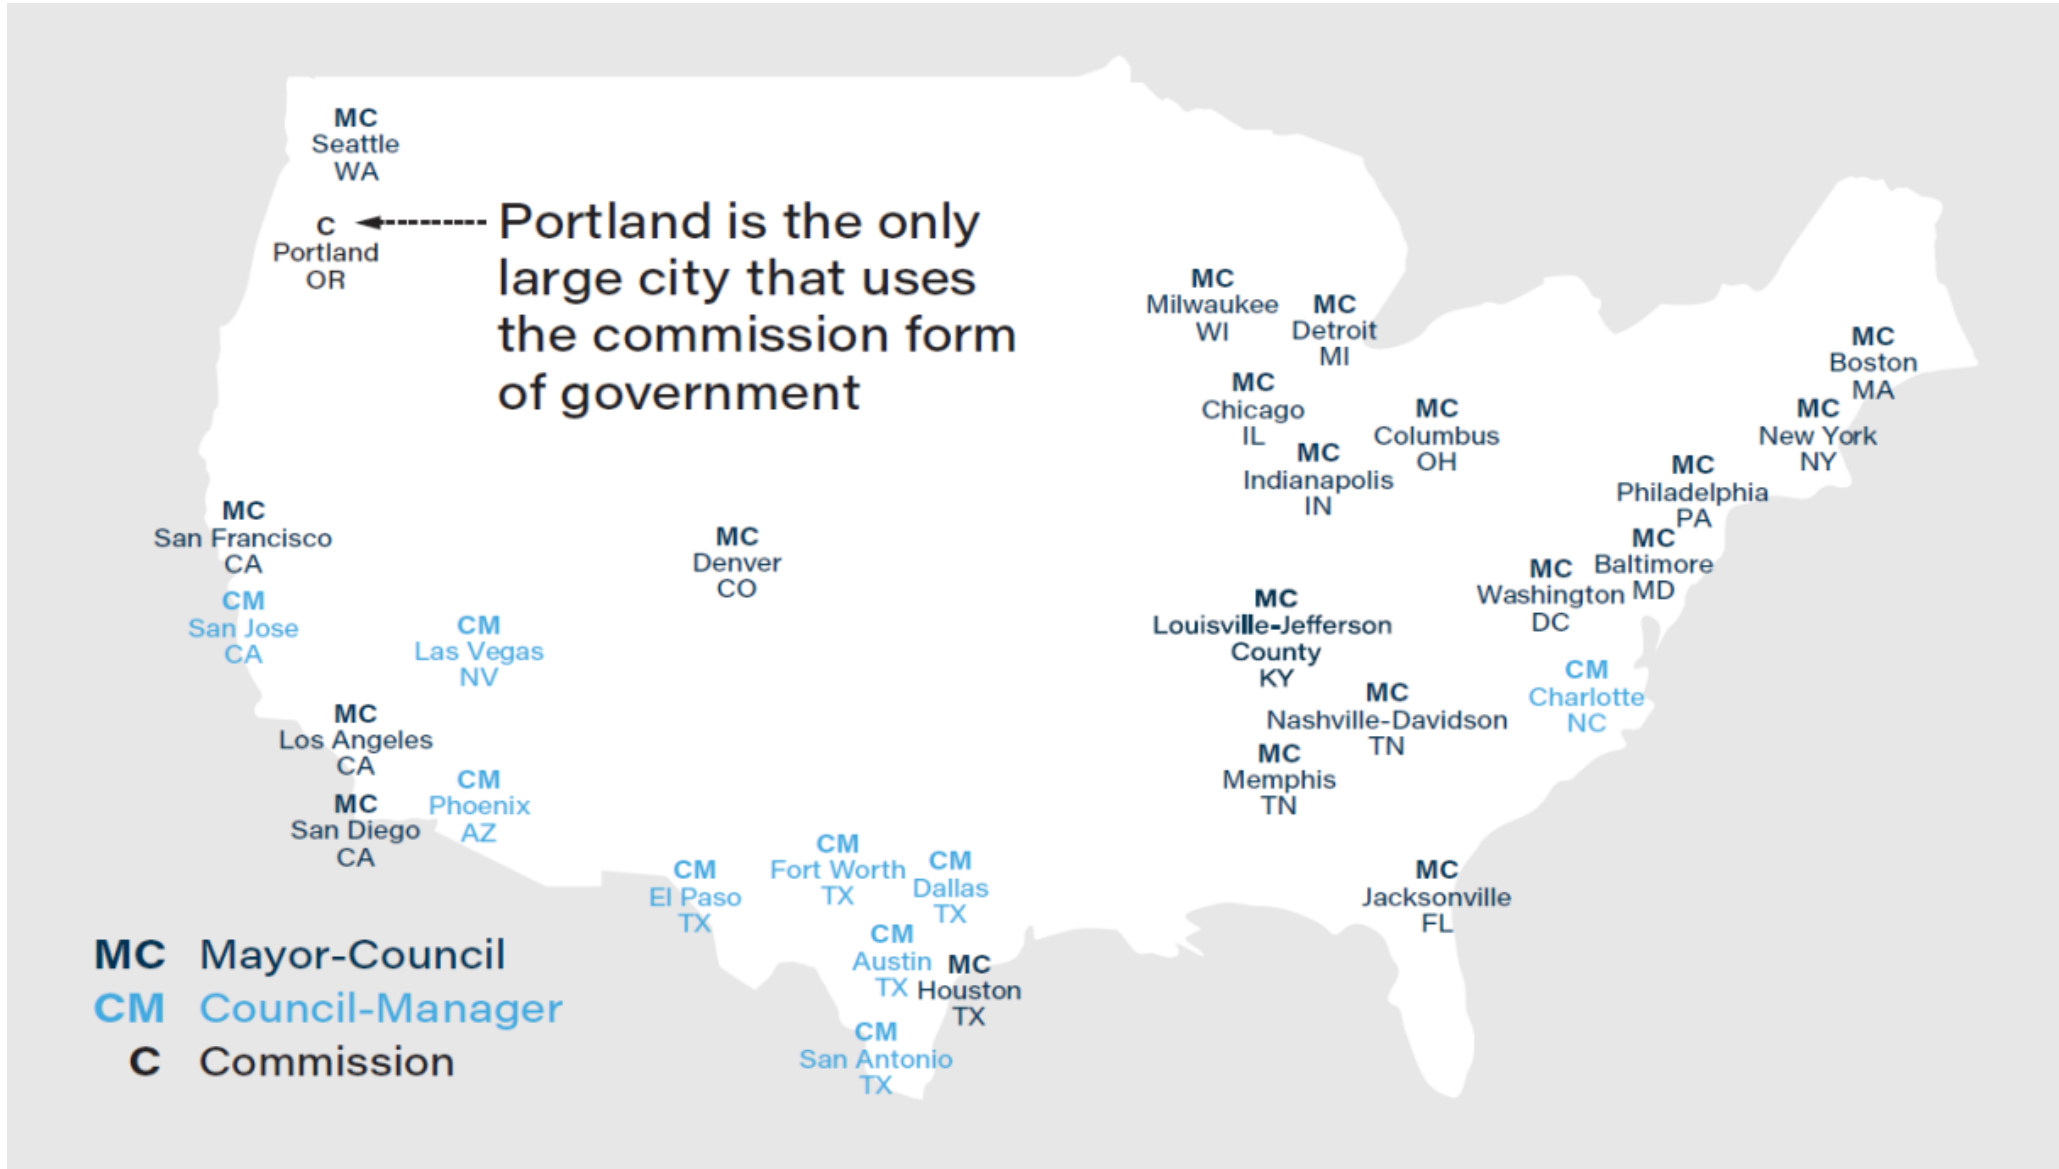 MC
Seattle
WA
C
Portland
OR
Portland is the only
large city that uses
the commission form
of government
MC
Milwaukee
WI
MC
Detroit
MI
MC
Boston
MA
MC
Chicago
IL
MC
Columbus
OH
MC
New York
NY
MC
Indianapolis
IN
MC
Philadelphia
PA
MC
San Francisco
CA
MC
Denver
CO
MC
Baltimore
MD
MC
Washington
DC
CM
San Jose
CA
CM
Las Vegas
NV
MC
Louisville-Jefferson
County
KY
CM
Charlotte
NC
MC
Nashville-Davidson
TN
MC
Los Angeles
CA
MC
Memphis
TN
CM
Phoenix
AZ
MC
San Diego
CA
CM
El Paso
TX
CM
Fort Worth
TX
CM
Dallas
TX
MC
Jacksonville
FL
CM
Austin
TX
MC
Houston
TX
CM
San Antonio
TX
MC Mayor-Council
CM Council-Manager
C Commission